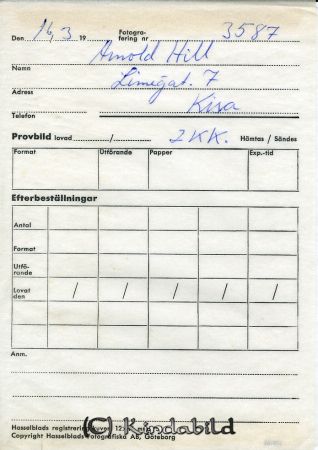 Den 16,3 19 Fotogra-fering nr 3587
Arnold Hill
Namn
Limegat. 7
Adress
Kisa
Telefon
Provbild lovad / 2 KK. Hämtas / Sändes
Format Utförande Papper Exp.-tid
Efterbeställningar
Antal
Format
Utfö-rande
Lovat den / / / / /
Anm.
Hasselblads registrering
(C) Kindabild
Copyright Hasselblads Fotografiska AB, Göteborg